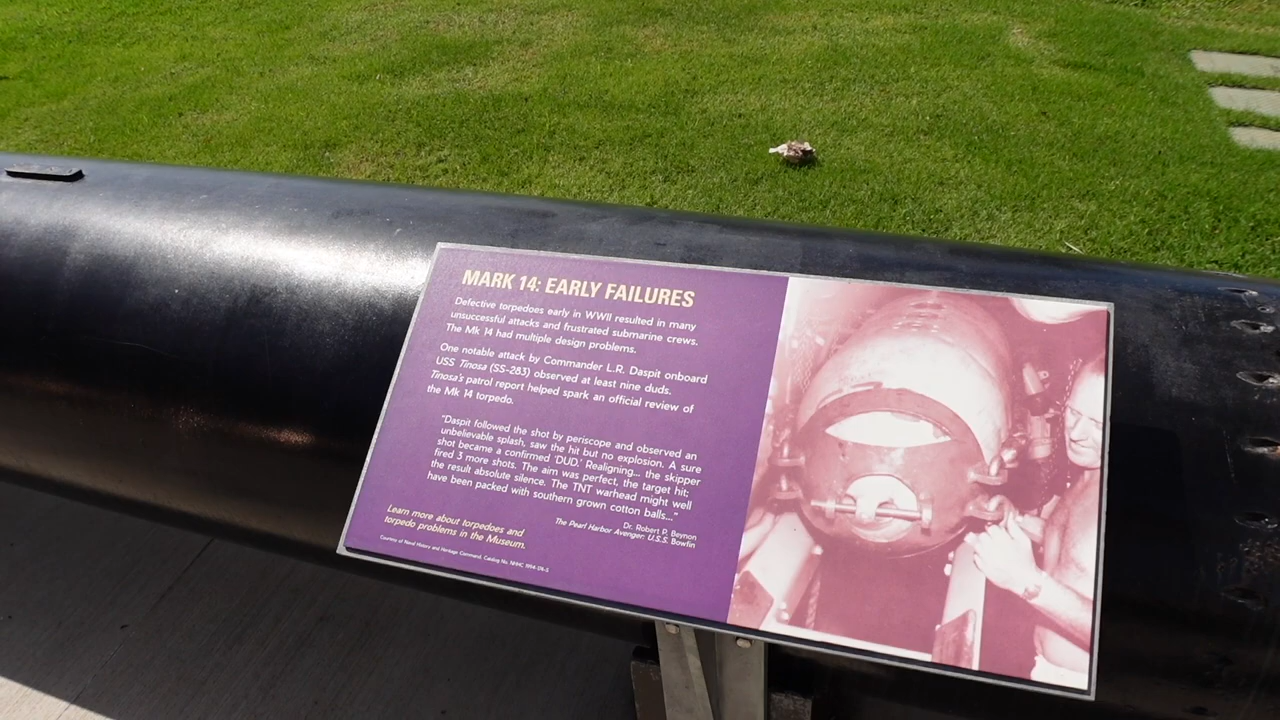 MARK 14: EARLY FAILURES
Defective torpedoes early in WWII resulted in many
unsuccessful attacks and frustrated submarine crews.
The Mk 14 had multiple design problems.
One notable attack by Commander L.R. Daspit onboard
USS Tinosa (SS-283) observed at least nine duds.
Tinosa's patrol report helped spark an official review of
the Mk 14 torpedo.
"Daspit followed the shot by periscope and observed an
unbelievable splash, saw the hit but no explosion. A sure
shot became a confirmed 'DUD.' Realigning... the skipper
fired 3 more shots. The aim was perfect, the target hit;
the result absolute silence. The TNT warhead might well
have been packed with southern grown cotton balls..."
Dr. Robert P. Beynon
The Pearl Harbor Avenger: U.S.S. Bowfin
Learn more about torpedoes and
torpedo problems in the Museum.
Courtesy of Naval History and Heritage Command, Catalog No. NHHC